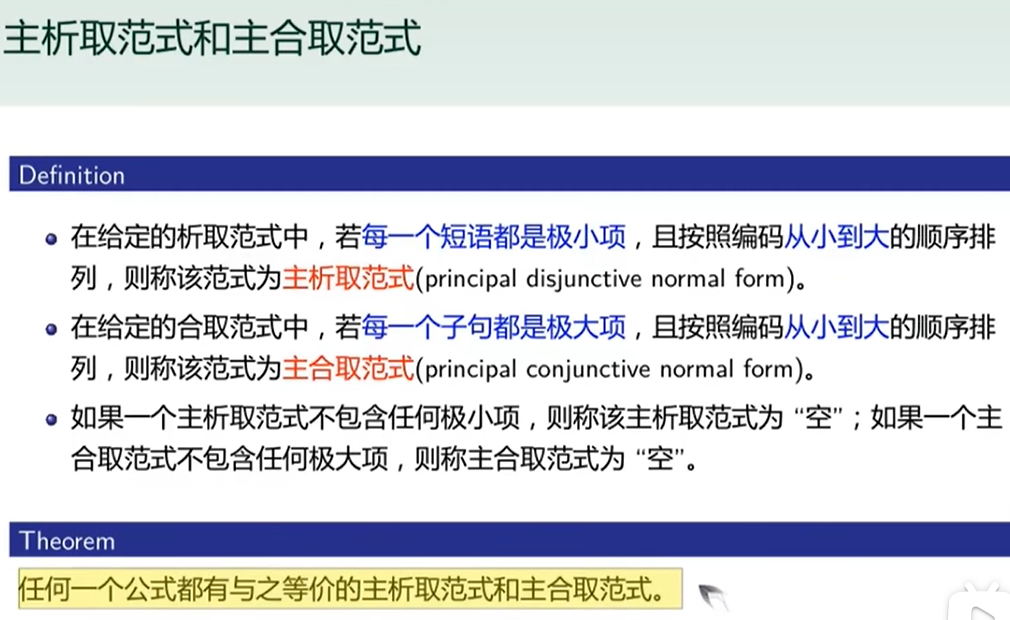 主析取范式和主合取范式
Definition
在给定的析取范式中，若每一个短语都是极小项，且按照编码从小到大的顺序排
列，则称该范式为主析取范式(principal disjunctive normal form)。
在给定的合取范式中，若每一个子句都是极大项，且按照编码从小到大的顺序排
列，则称该范式为主合取范式(principal conjunctive normal form)。
如果一个主析取范式不包含任何极小项，则称该主析取范式为 “空”；如果一个主
合取范式不包含任何极大项，则称主合取范式为 “空”。
Theorem
任何一个公式都有与之等价的主析取范式和主合取范式。